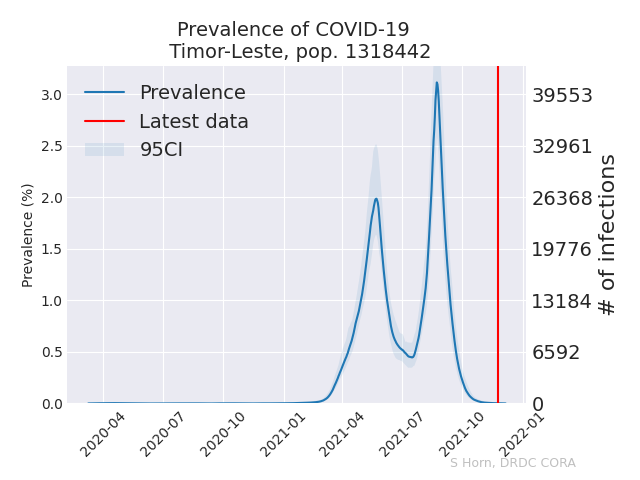 Prevalence of COVID-19
Timor-Leste, pop. 1318442
Prevalence
Latest data
95CI
Prevalence (%)
3.0
2.5
2.0
1.5
1.0
0.5
0.0
39553
32961
26368
19776
13184
6592
0
# of infections
2020-04
2020-07
2020-10
2021-01
2021-04
2021-07
2021-10
2022-01
S Horn, DRDC CORA